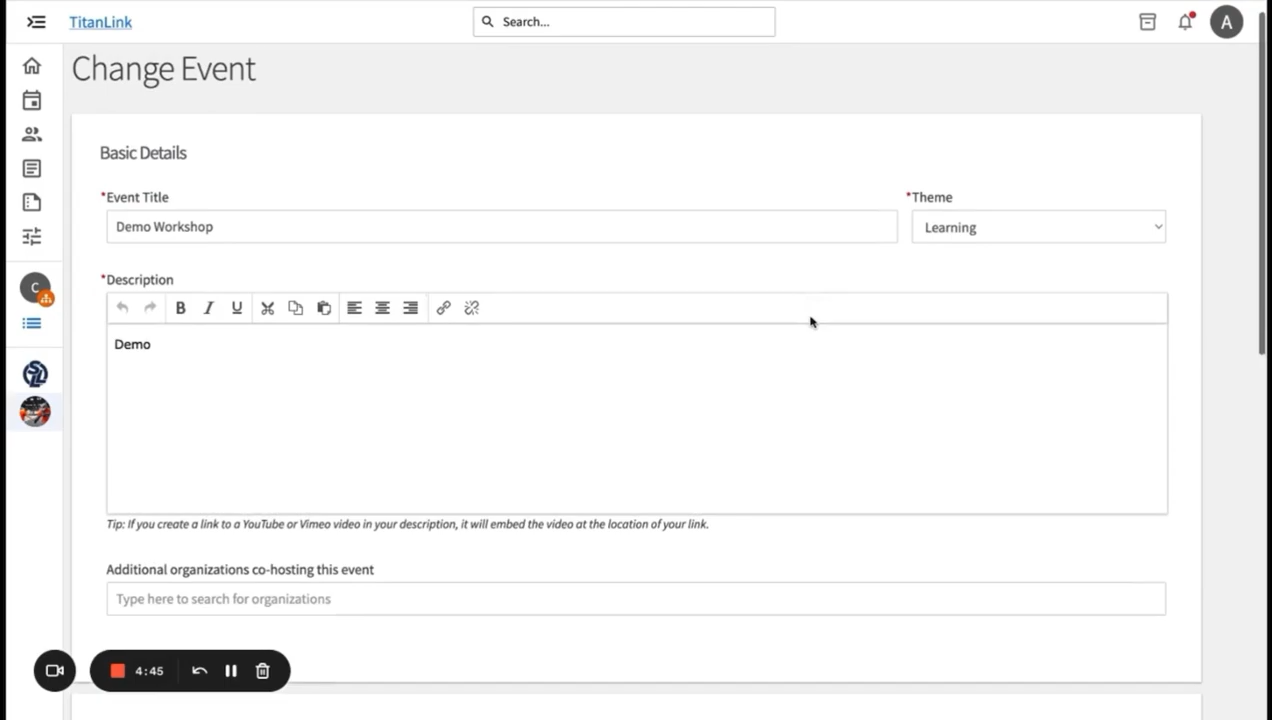 TitanLink
Search...
A
Change Event
Basic Details
*Event Title
*Theme
Demo Workshop
Learning
*Description
B I U
Demo
Tip: If you create a link to a YouTube or Vimeo video in your description, it will embed the video at the location of your link.
Additional organizations co-hosting this event
Type here to search for organizations
C
4:45